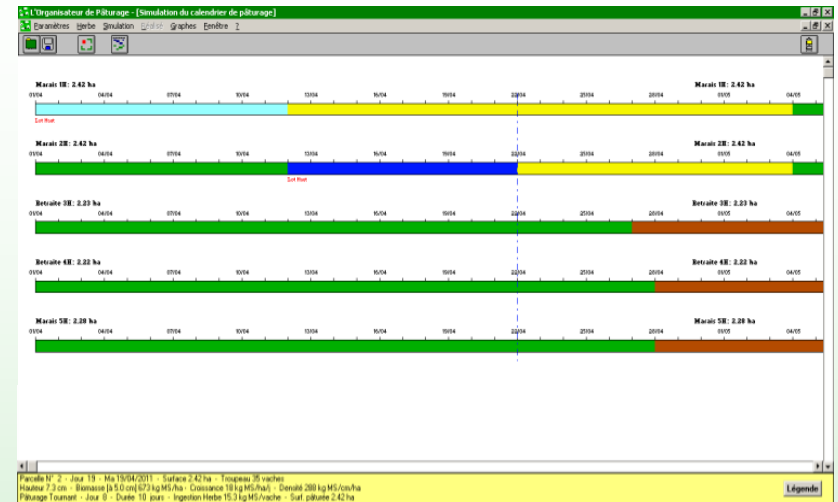 L'Organisateur de Pâturage - [Simulation du calendrier de pâturage]
Paramètres Herbe Simulation Réalisé Graphes Fenêtre ?
Marais 1H: 2.42 ha Marais 1H: 2.42 ha
01/04 04/04 07/04 10/04 13/04 16/04 19/04 22/04 25/04 28/04 01/05 04/05
Lot Haut
Marais 2H: 2.42 ha Marais 2H: 2.42 ha
01/04 04/04 07/04 10/04 13/04 16/04 19/04 22/04 25/04 28/04 01/05 04/05
Lot Haut
Retraite 3H: 2.23 ha Retraite 3H: 2.23 ha
01/04 04/04 07/04 10/04 13/04 16/04 19/04 22/04 25/04 28/04 01/05 04/05
Retraite 4H: 2.22 ha Retraite 4H: 2.22 ha
01/04 04/04 07/04 10/04 13/04 16/04 19/04 22/04 25/04 28/04 01/05 04/05
Marais 5H: 2.28 ha Marais 5H: 2.28 ha
01/04 04/04 07/04 10/04 13/04 16/04 19/04 22/04 25/04 28/04 01/05 04/05
Parcelle N° 2 - Jour 19 - Ma 19/04/2011 - Surface 2.42 ha - Troupeau 35 vaches
Hauteur 7.3 cm - Biomasse [à 5.0 cm] 673 kg MS/ha - Croissance 18 kg MS/ha/j - Densité 288 kg MS/cm/ha
Pâturage Tournant - Jour 8 - Durée 10 jours - Ingestion Herbe 15.3 kg MS/vache - Surf. pâturée 2.42 ha
Légende